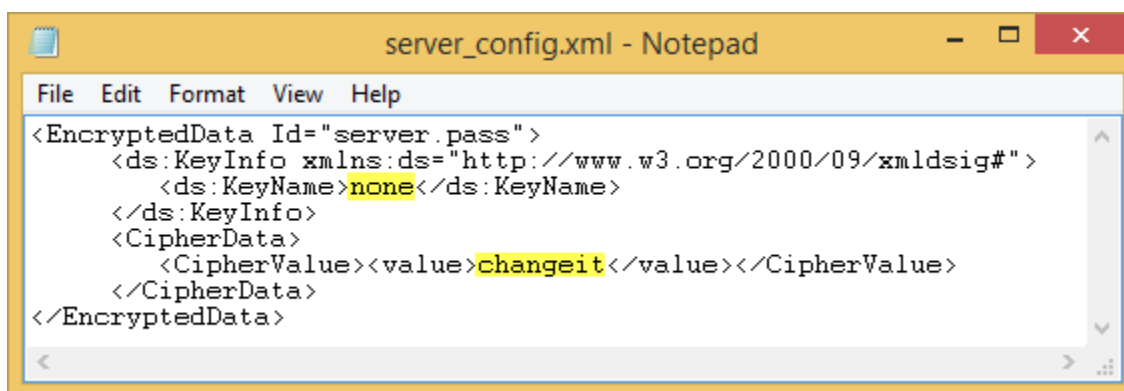 server_config.xml - Notepad
File Edit Format View Help
<EncryptedData Id="server.pass">
<ds:KeyInfo xmlns:ds="http://www.w3.org/2000/09/xmldsig#">
<ds:KeyName>none</ds:KeyName>
</ds:KeyInfo>
<CipherData>
<CipherValue><value>changeit</value></CipherValue>
</CipherData>
</EncryptedData>